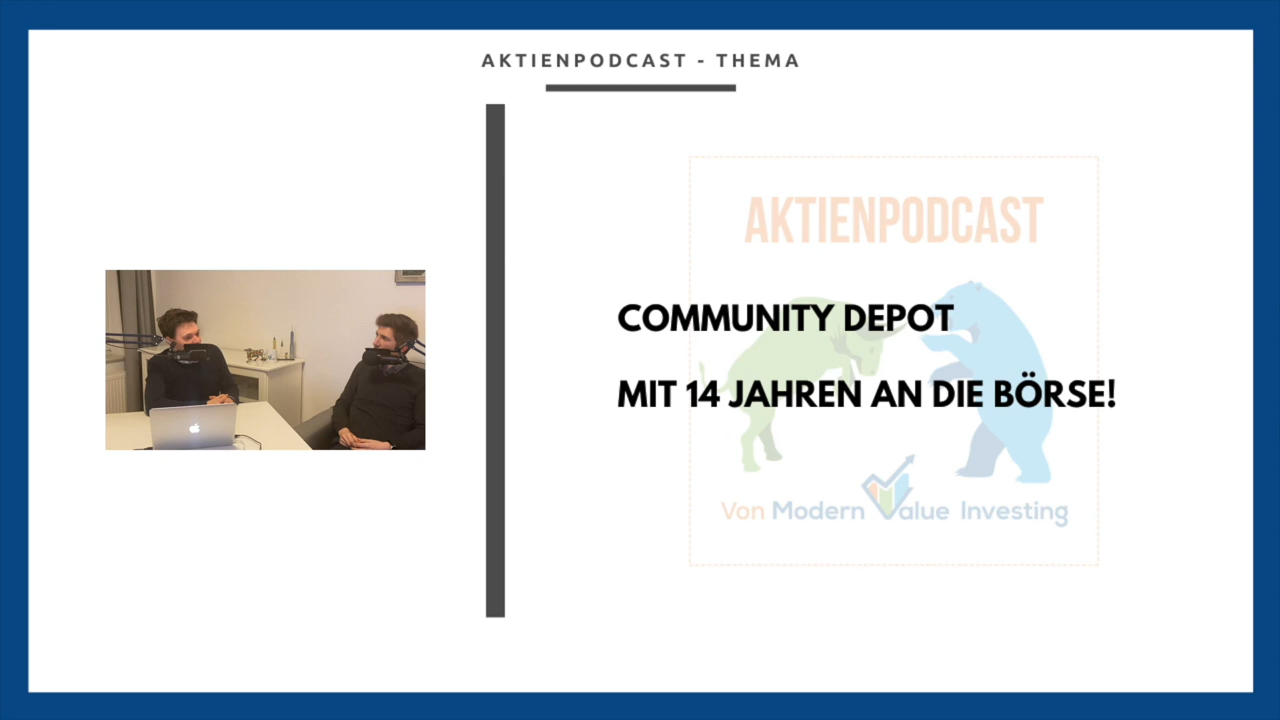 AKTIENPODCAST - THEMA
AKTIENPODCAST
COMMUNITY DEPOT
MIT 14 JAHREN AN DIE BÖRSE!
Von Modern Value Investing